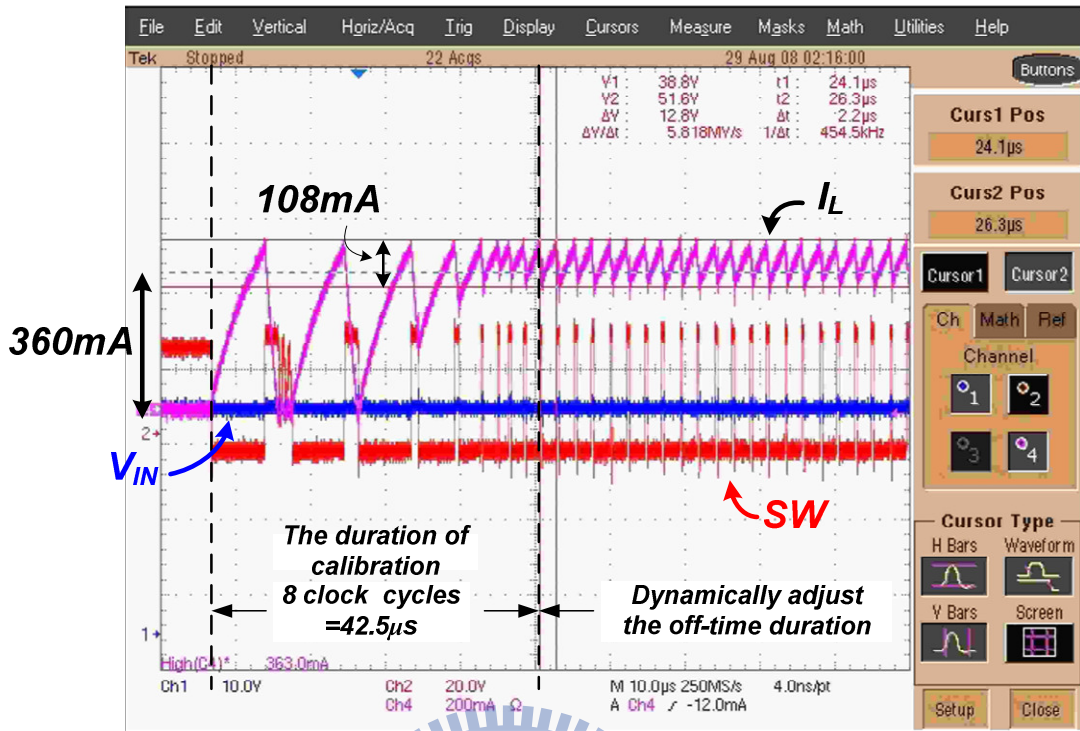 File Edit Vertical Horiz/Acq Trig Display Cursors Measure Masks Math Utilities Help
Tek Stopped 22 Acqs 29 Aug 08 02:16:00
Buttons
V1: 38.8V t1: 24.1µs
V2: 51.6V t2: 26.3µs
ΔV: 12.8V Δt: 2.2µs
ΔV/Δt: 5.818MV/s 1/Δt: 454.5kHz
Curs1 Pos
24.1µs
Curs2 Pos
26.3µs
Cursor1 Cursor2
Ch Math Ref
Channel
1 2
3 4
Cursor Type
H Bars Waveform
V Bars Screen
Setup Close
108mA
IL
360mA
2
VIN
SW
The duration of
calibration
8 clock cycles
=42.5µs
Dynamically adjust
the off-time duration
1
High(C4)* 363.0mA
Ch1 10.0V Ch2 20.0V M 10.0µs 250MS/s 4.0ns/pt
Ch4 200mA Ω A Ch4 -12.0mA